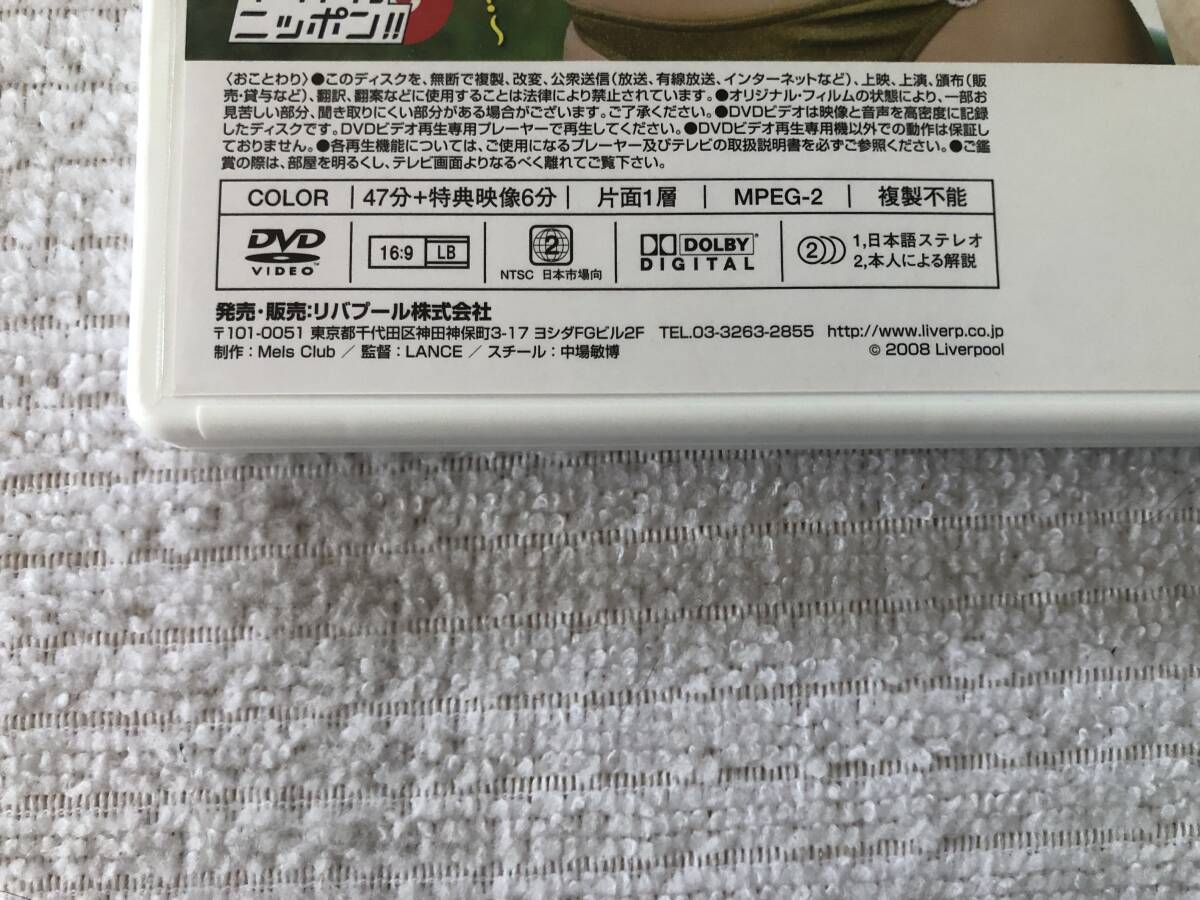 ニッポン!!
〈おことわり〉●このディスクを、無断で複製、改変、公衆送信(放送、有線放送、インターネットなど)、上映、上演、頒布(販
売・貸与など)、翻訳、翻案などに使用することは法律により禁止されています。●オリジナル・フィルムの状態により、一部お
見苦しい部分、聞き取りにくい部分がある場合がございます。ご了承ください。●DVDビデオは映像と音声を高密度に記録
したディスクです。DVDビデオ再生専用プレーヤーで再生してください。●DVDビデオ再生専用機以外での動作は保証し
ておりません。●各再生機能については、ご使用になるプレーヤー及びテレビの取扱説明書を必ずご参照ください。●ご鑑
賞の際は、部屋を明るくし、テレビ画面よりなるべく離れてご覧下さい。
COLOR 47分+特典映像6分 片面1層 MPEG-2 複製不能
DVD VIDEO 16:9 LB 2 NTSC 日本市場向 DOLBY DIGITAL 2 1,日本語ステレオ
2,本人による解説
発売・販売:リバプール株式会社
〒101-0051 東京都千代田区神田神保町3-17 ヨシダFGビル2F TEL.03-3263-2855 http://www.liverp.co.jp
制作:Mels Club / 監督:LANCE / スチール:中場敏博 © 2008 Liverpool